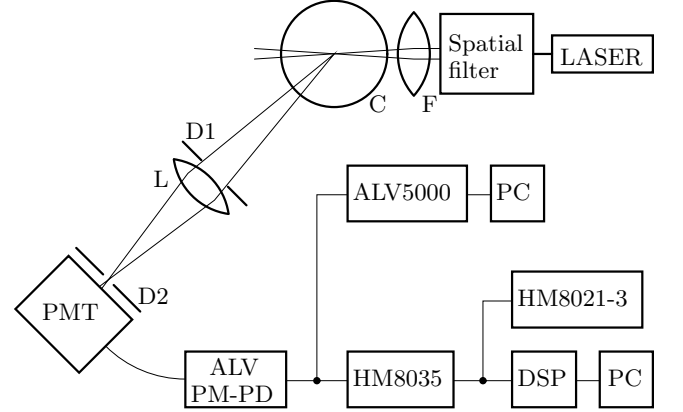 Spatial
filter
LASER
C
F
D1
L
ALV5000
PC
D2
PMT
HM8021-3
ALV
PM-PD
HM8035
DSP
PC